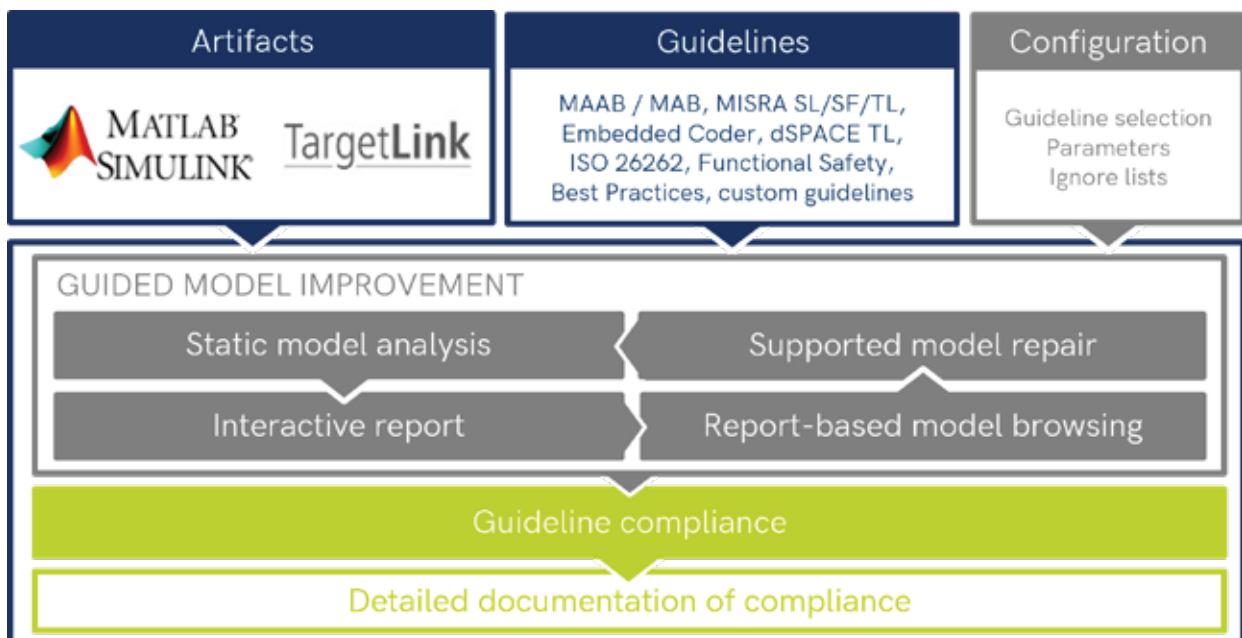 Artifacts
MATLAB
SIMULINK
TargetLink
Guidelines
MAAB / MAB, MISRA SL/SF/TL,
Embedded Coder, dSPACE TL,
ISO 26262, Functional Safety,
Best Practices, custom guidelines
Configuration
Guideline selection
Parameters
Ignore lists
GUIDED MODEL IMPROVEMENT
Static model analysis
Supported model repair
Interactive report
Report-based model browsing
Guideline compliance
Detailed documentation of compliance